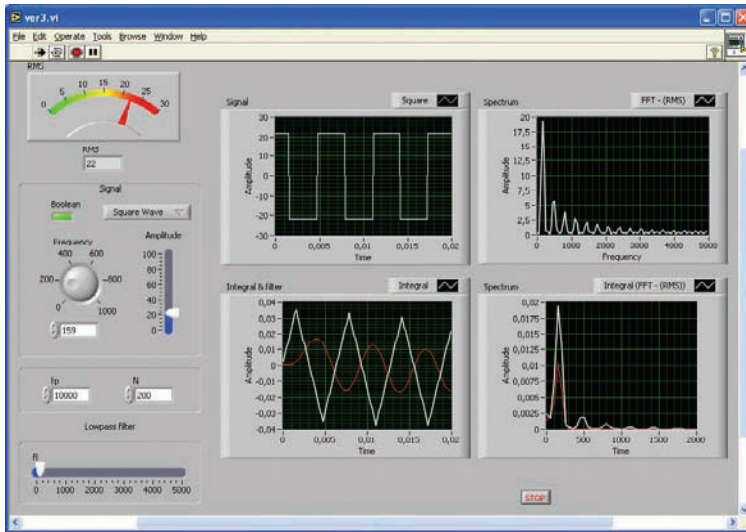 ver3.vi
File Edit Operate Tools Browse Window Help
RMS
0 5 10 15 20 25 30
RMS
22
Signal
Boolean
Square Wave
Frequency
0 200 400 600 800 1000
159
Amplitude
100
80
60
40
20
0
fp
10000
N
200
Lowpass filter
fl
0 1000 2000 3000 4000 5000
Signal
Square
Amplitude
30
20
10
0
-10
-20
-30
0 0,005 0,01 0,015 0,02
Time
Spectrum
FFT - (RMS)
Amplitude
20
17,5
15
12,5
10
7,5
5
2,5
0
0 1000 2000 3000 4000 5000
Frequency
Integral & filter
Integral
Amplitude
0,04
0,03
0,02
0,01
0
-0,01
-0,02
-0,03
-0,04
0 0,005 0,01 0,015 0,02
Time
Spectrum
Integral (FFT - (RMS))
Amplitude
0,02
0,0175
0,015
0,0125
0,01
0,0075
0,005
0,0025
0
0 500 1000 1500 2000
Time
STOP